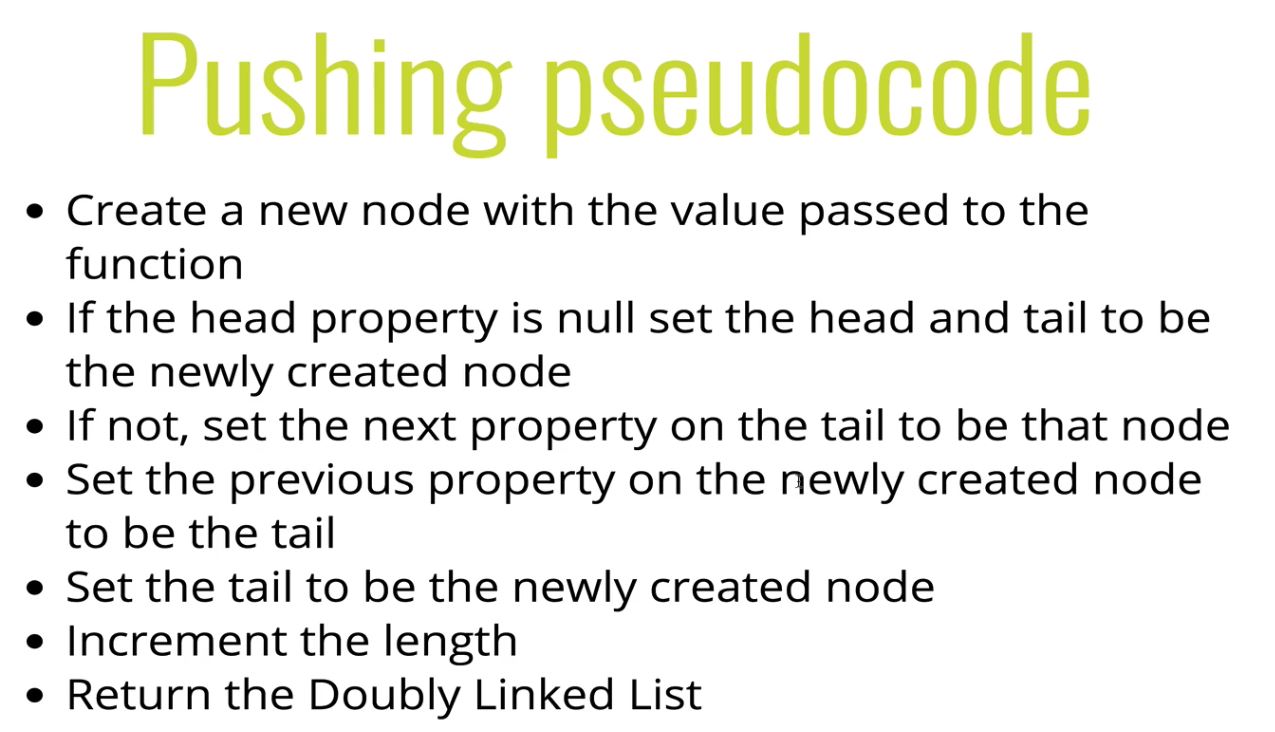 Pushing pseudocode
• Create a new node with the value passed to the
function
• If the head property is null set the head and tail to be
the newly created node
• If not, set the next property on the tail to be that node
• Set the previous property on the newly created node
to be the tail
• Set the tail to be the newly created node
• Increment the length
• Return the Doubly Linked List